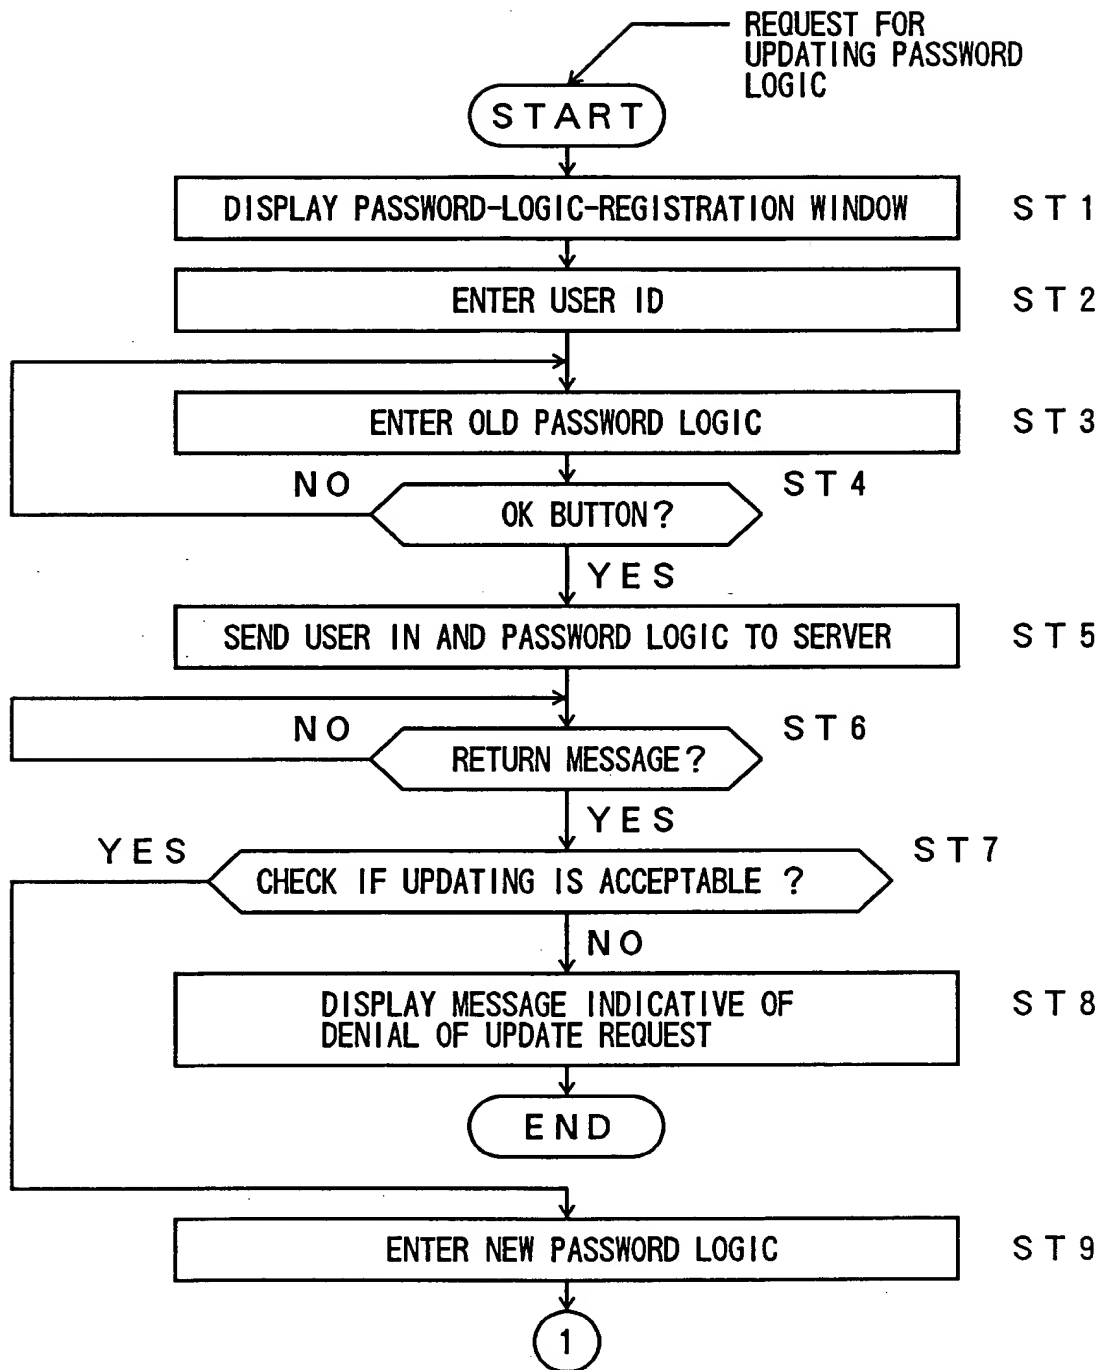 REQUEST FOR
UPDATING PASSWORD
LOGIC
START
DISPLAY PASSWORD-LOGIC-REGISTRATION WINDOW
ST1
ENTER USER ID
ST2
ENTER OLD PASSWORD LOGIC
ST3
NO
ST4
OK BUTTON?
YES
SEND USER IN AND PASSWORD LOGIC TO SERVER
ST5
NO
ST6
RETURN MESSAGE?
YES
YES
ST7
CHECK IF UPDATING IS ACCEPTABLE ?
NO
DISPLAY MESSAGE INDICATIVE OF
DENIAL OF UPDATE REQUEST
ST8
END
ENTER NEW PASSWORD LOGIC
ST9
1